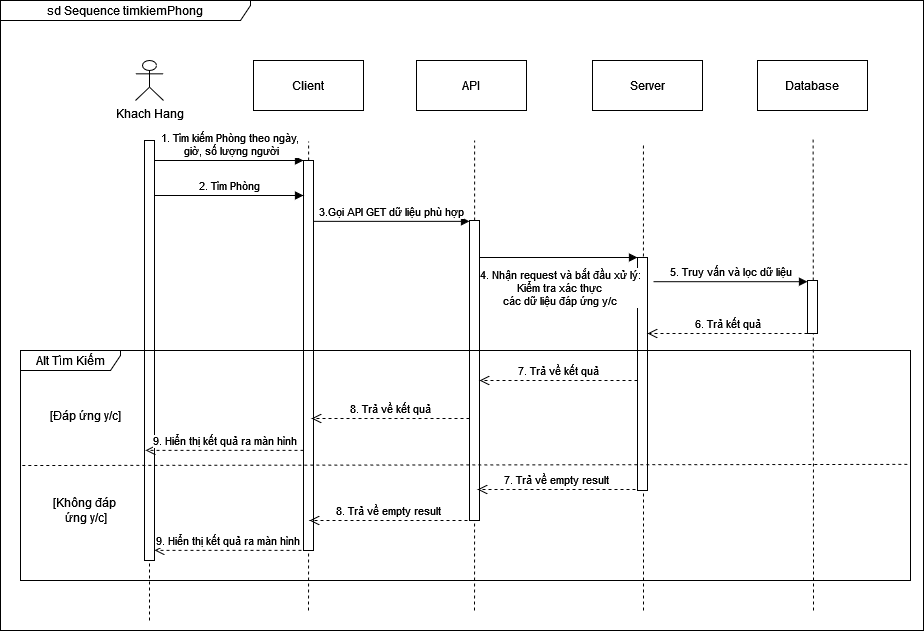 sd Sequence timkiemPhong
Khach Hang
Client
API
Server
Database
1. Tìm kiếm Phòng theo ngày,
giờ, số lượng người
2. Tìm Phòng
3.Gọi API GET dữ liệu phù hợp
4. Nhận request và bắt đầu xử lý:
Kiểm tra xác thực
các dữ liệu đáp ứng y/c
5. Truy vấn và lọc dữ liệu
6. Trả kết quả
Alt Tìm Kiếm
7. Trả về kết quả
[Đáp ứng y/c]
8. Trả về kết quả
9. Hiển thị kết quả ra màn hình
7. Trả về empty result
[Không đáp
ứng y/c]
8. Trả về empty result
9. Hiển thị kết quả ra màn hình